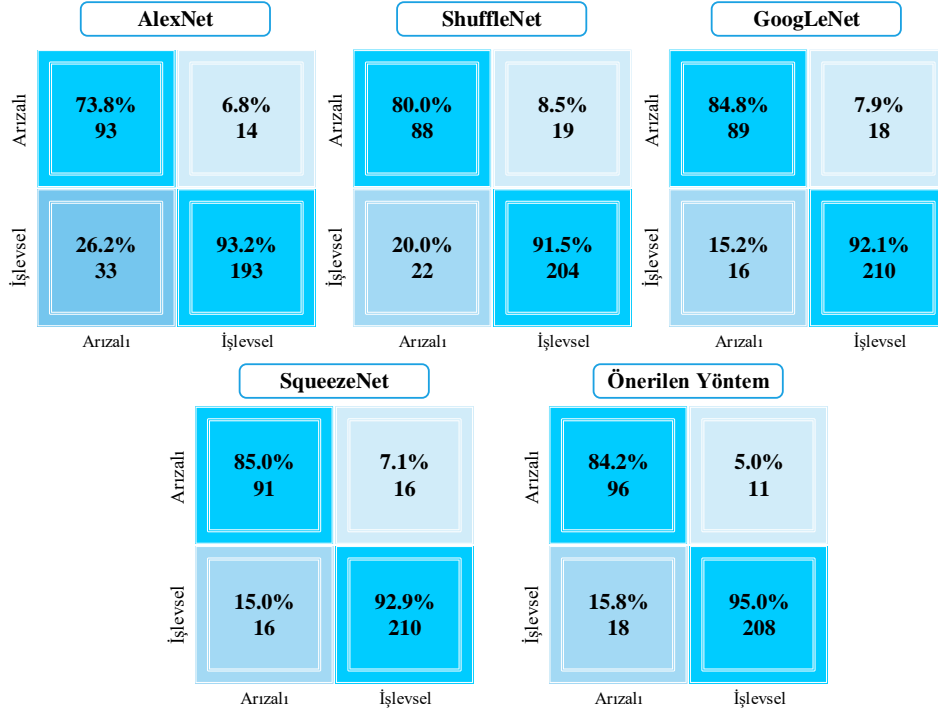 AlexNet
ShuffleNet
GoogLeNet
Arızalı
73.8%
93
6.8%
14
İşlevsel
26.2%
33
93.2%
193
Arızalı
İşlevsel
Arızalı
80.0%
88
8.5%
19
İşlevsel
20.0%
22
91.5%
204
Arızalı
İşlevsel
Arızalı
84.8%
89
7.9%
18
İşlevsel
15.2%
16
92.1%
210
Arızalı
İşlevsel
SqueezeNet
Önerilen Yöntem
Arızalı
85.0%
91
7.1%
16
İşlevsel
15.0%
16
92.9%
210
Arızalı
İşlevsel
Arızalı
84.2%
96
5.0%
11
İşlevsel
15.8%
18
95.0%
208
Arızalı
İşlevsel